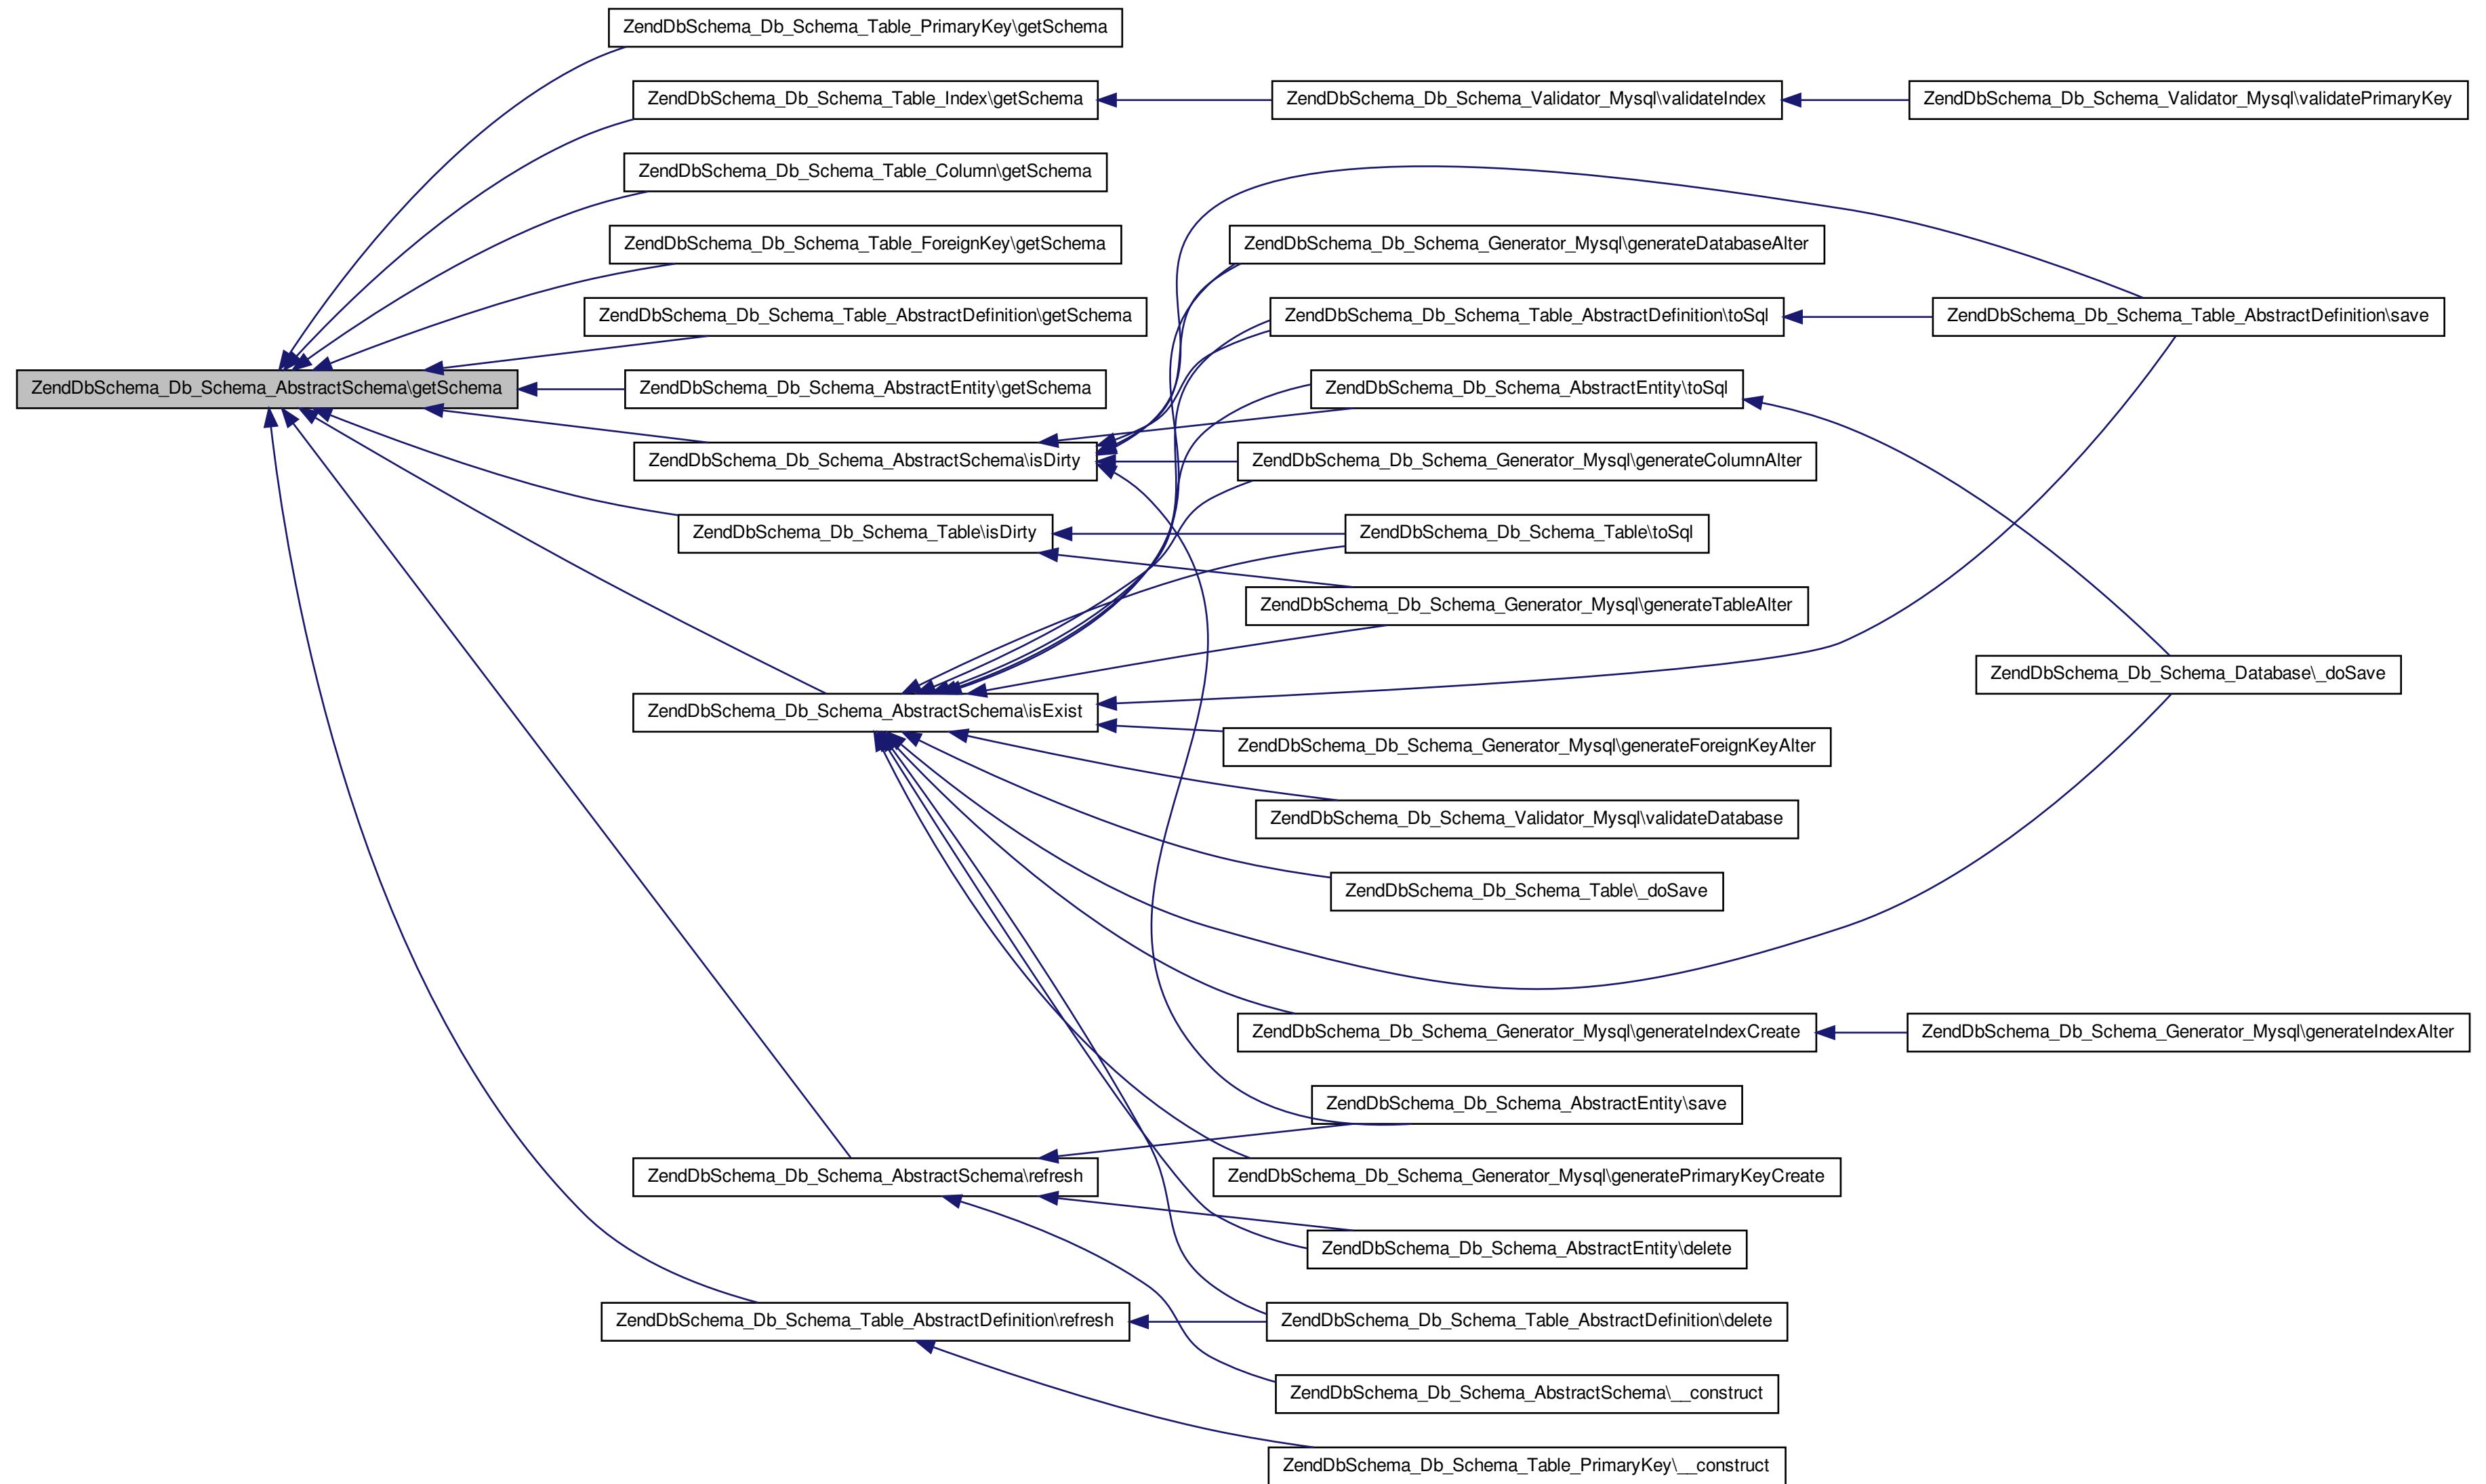 ZendDbSchema_Db_Schema_Table_PrimaryKey\getSchema
ZendDbSchema_Db_Schema_Table_Index\getSchema
ZendDbSchema_Db_Schema_Validator_Mysql\validateIndex
ZendDbSchema_Db_Schema_Validator_Mysql\validatePrimaryKey
ZendDbSchema_Db_Schema_Table_Column\getSchema
ZendDbSchema_Db_Schema_Table_ForeignKey\getSchema
ZendDbSchema_Db_Schema_Generator_Mysql\generateDatabaseAlter
ZendDbSchema_Db_Schema_Table_AbstractDefinition\getSchema
ZendDbSchema_Db_Schema_Table_AbstractDefinition\toSql
ZendDbSchema_Db_Schema_Table_AbstractDefinition\save
ZendDbSchema_Db_Schema_AbstractSchema\getSchema
ZendDbSchema_Db_Schema_AbstractEntity\getSchema
ZendDbSchema_Db_Schema_AbstractEntity\toSql
ZendDbSchema_Db_Schema_AbstractSchema\isDirty
ZendDbSchema_Db_Schema_Generator_Mysql\generateColumnAlter
ZendDbSchema_Db_Schema_Table\isDirty
ZendDbSchema_Db_Schema_Table\toSql
ZendDbSchema_Db_Schema_Generator_Mysql\generateTableAlter
ZendDbSchema_Db_Schema_Database\_doSave
ZendDbSchema_Db_Schema_AbstractSchema\isExist
ZendDbSchema_Db_Schema_Generator_Mysql\generateForeignKeyAlter
ZendDbSchema_Db_Schema_Validator_Mysql\validateDatabase
ZendDbSchema_Db_Schema_Table\_doSave
ZendDbSchema_Db_Schema_Generator_Mysql\generateIndexCreate
ZendDbSchema_Db_Schema_Generator_Mysql\generateIndexAlter
ZendDbSchema_Db_Schema_AbstractEntity\save
ZendDbSchema_Db_Schema_AbstractSchema\refresh
ZendDbSchema_Db_Schema_Generator_Mysql\generatePrimaryKeyCreate
ZendDbSchema_Db_Schema_AbstractEntity\delete
ZendDbSchema_Db_Schema_Table_AbstractDefinition\refresh
ZendDbSchema_Db_Schema_Table_AbstractDefinition\delete
ZendDbSchema_Db_Schema_AbstractSchema\__construct
ZendDbSchema_Db_Schema_Table_PrimaryKey\__construct